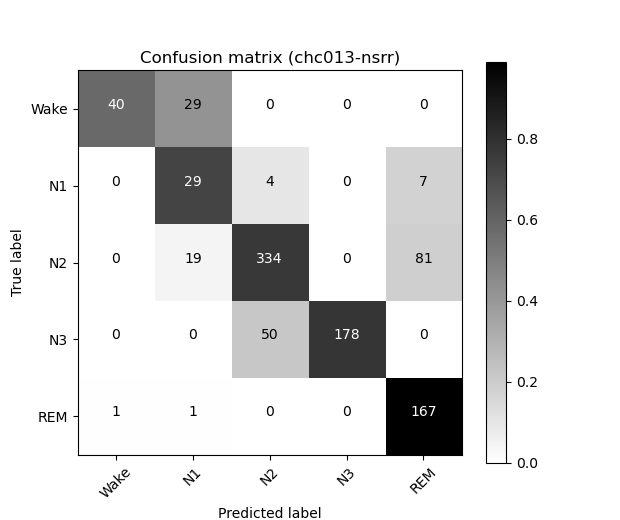 Confusion matrix (chc013-nsrr)
Wake 40 29 0 0 0
N1 0 29 4 0 7
N2 0 19 334 0 81
N3 0 0 50 178 0
REM 1 1 0 0 167
Wake N1 N2 N3 REM
Predicted label
True label
0.8
0.6
0.4
0.2
0.0